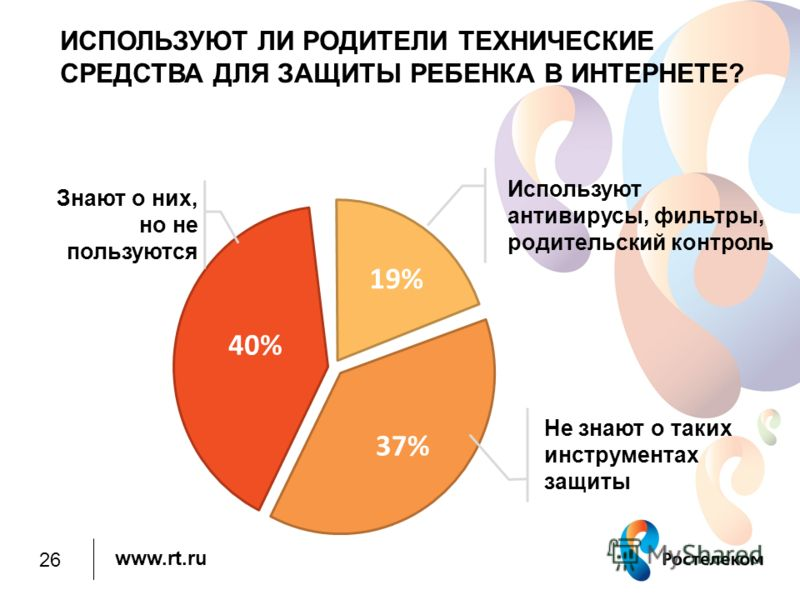 ИСПОЛЬЗУЮТ ЛИ РОДИТЕЛИ ТЕХНИЧЕСКИЕ
СРЕДСТВА ДЛЯ ЗАЩИТЫ РЕБЕНКА В ИНТЕРНЕТЕ?
Знают о них,
но не
пользуются
Используют
антивирусы, фильтры,
родительский контроль
19%
40%
37%
Не знают о таких
инструментах
защиты
26
www.rt.ru
MyShared
Ростелеком